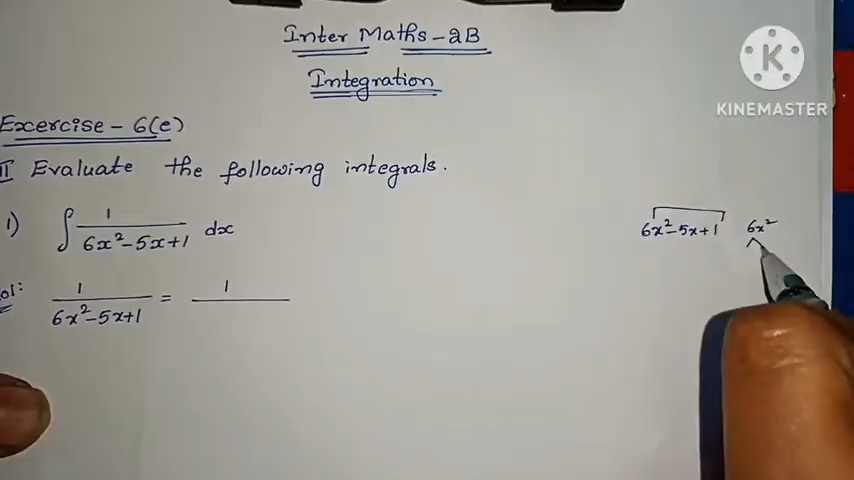 Inter Maths - 2B
Integration
K
KINEMASTER
Excercise - 6(e)
II Evaluate the following integrals.
1) ∫ 1/(6x²-5x+1) dx
6x²-5x+1 6x²
Sol: 1/(6x²-5x+1) = 1/